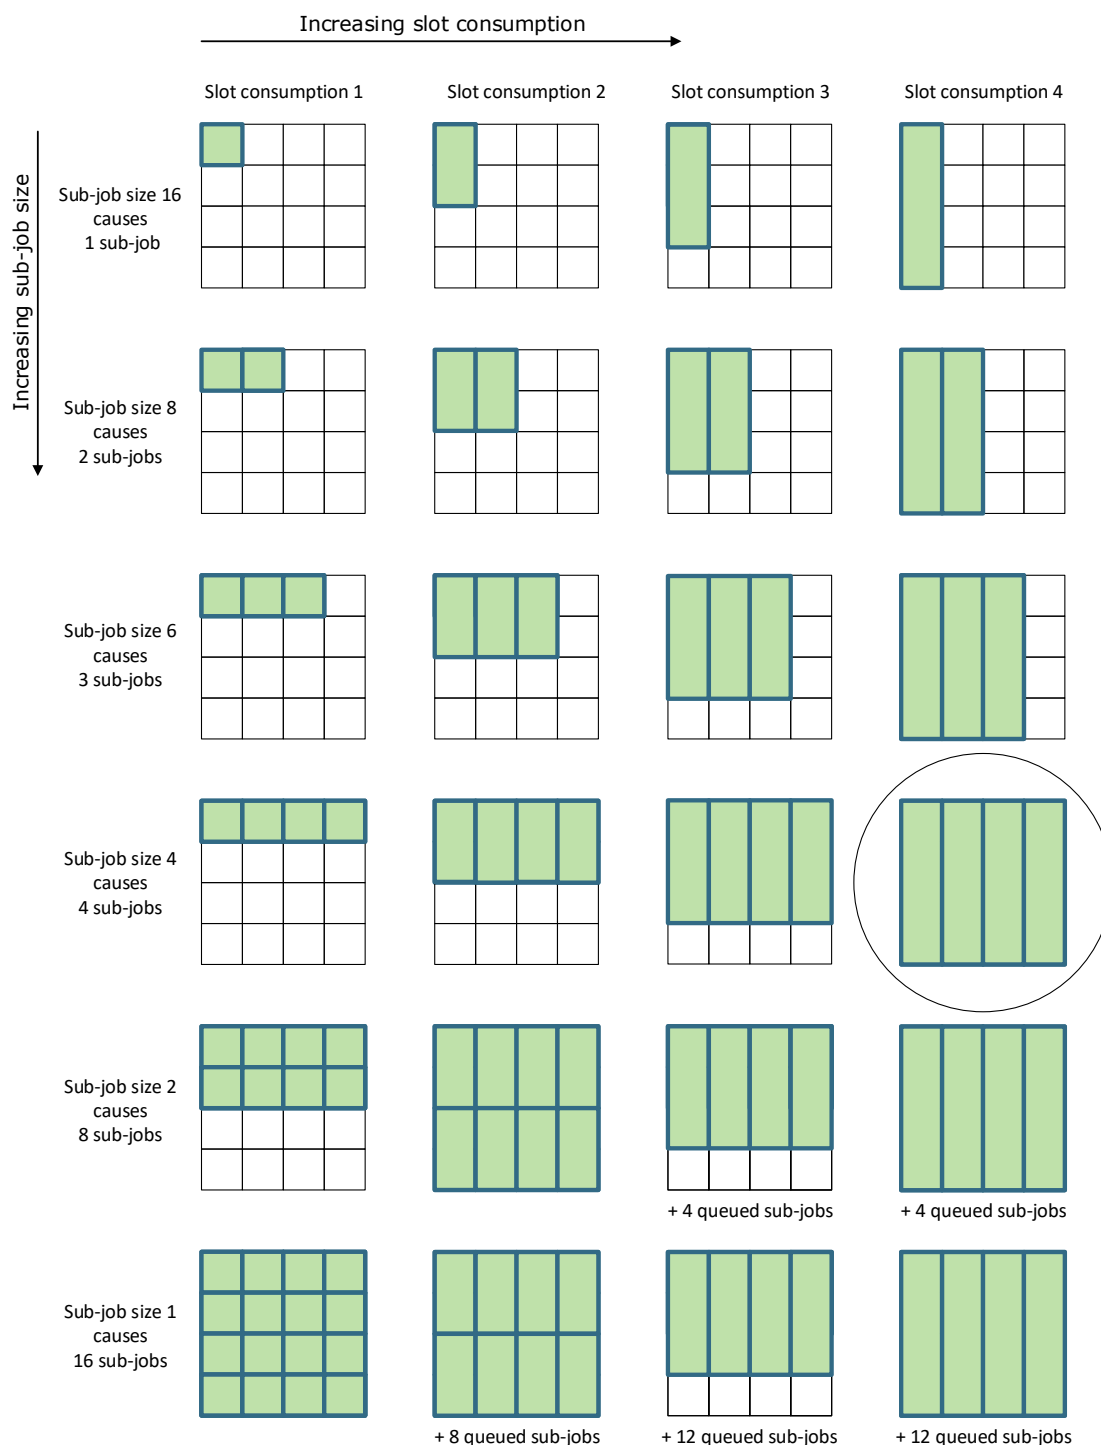 Increasing slot consumption
Slot consumption 1
Slot consumption 2
Slot consumption 3
Slot consumption 4
Increasing sub-job size
Sub-job size 16
causes
1 sub-job
Sub-job size 8
causes
2 sub-jobs
Sub-job size 6
causes
3 sub-jobs
Sub-job size 4
causes
4 sub-jobs
Sub-job size 2
causes
8 sub-jobs
+ 4 queued sub-jobs
+ 4 queued sub-jobs
Sub-job size 1
causes
16 sub-jobs
+ 8 queued sub-jobs
+ 12 queued sub-jobs
+ 12 queued sub-jobs